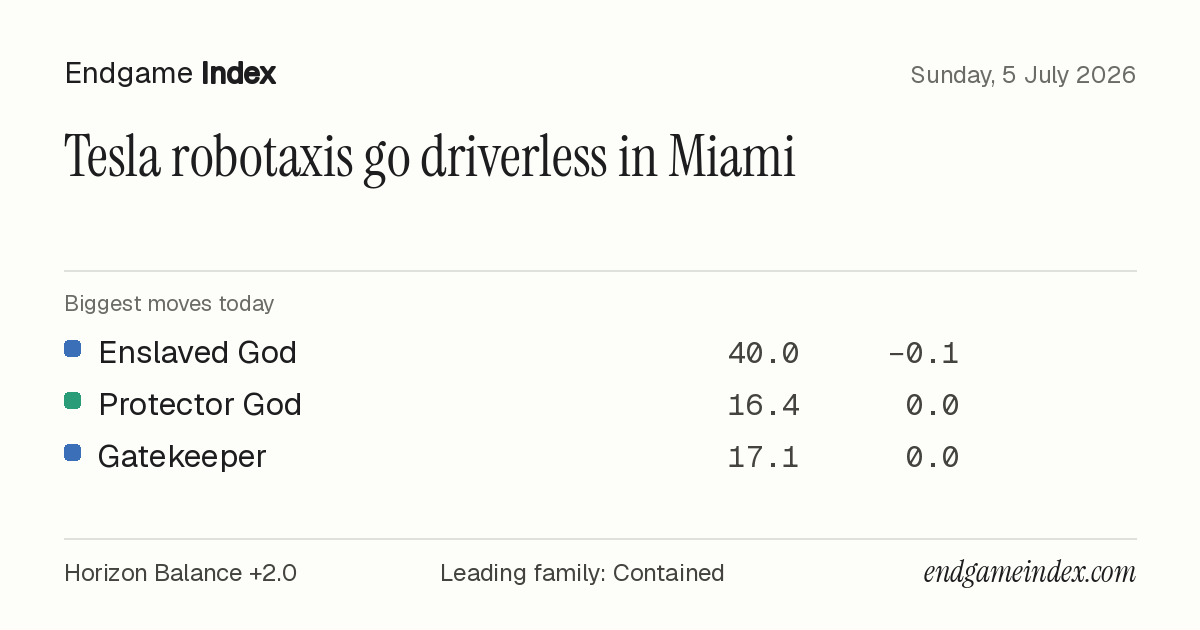 Endgame Index
Sunday, 5 July 2026
Tesla robotaxis go driverless in Miami
Biggest moves today
Enslaved God 40.0 −0.1
Protector God 16.4 0.0
Gatekeeper 17.1 0.0
Horizon Balance +2.0
Leading family: Contained
endgameindex.com